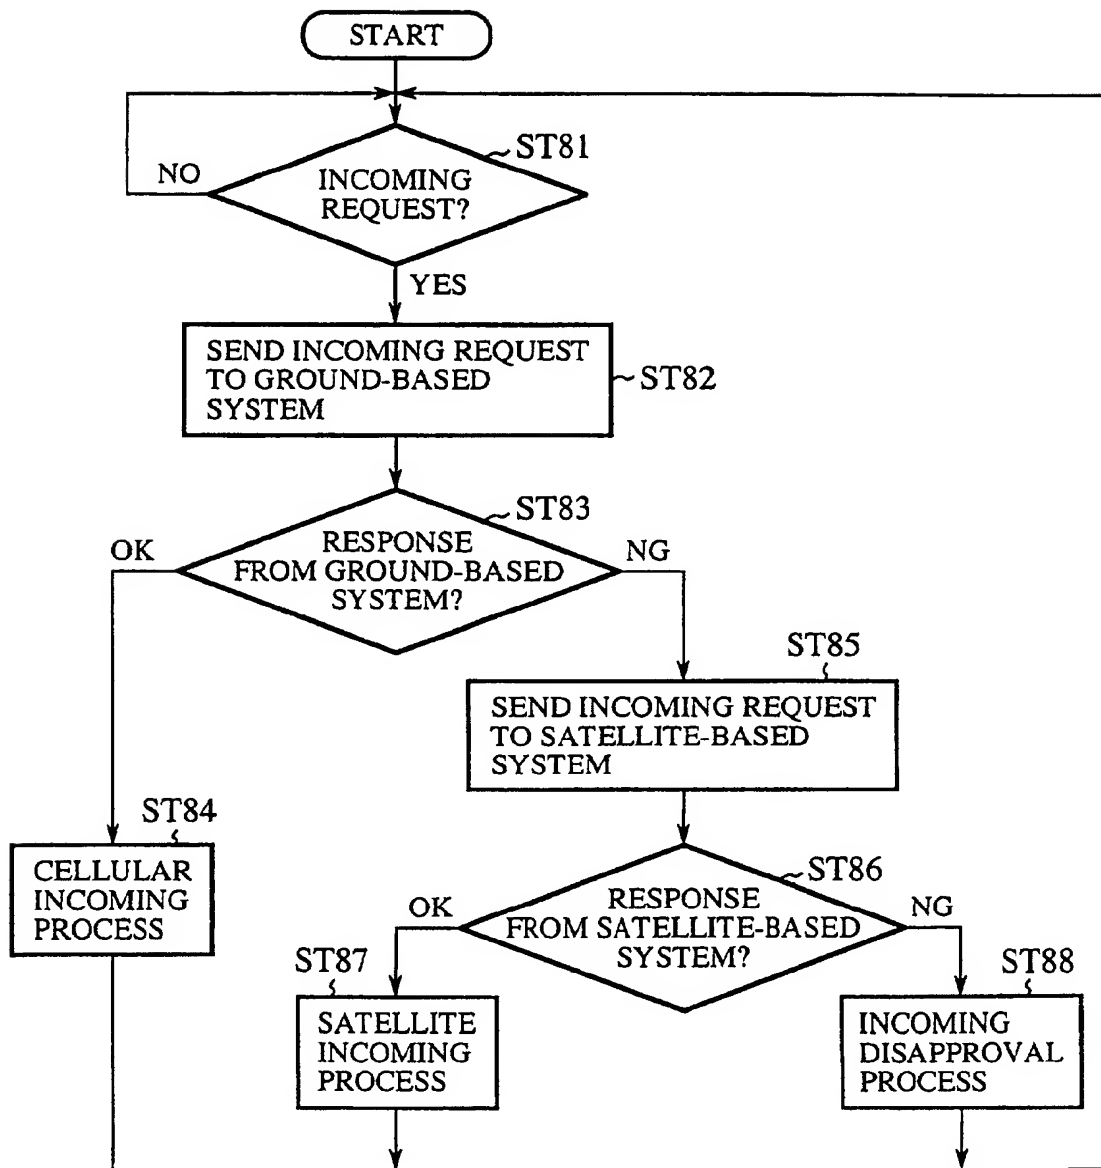 START
ST81
NO
INCOMING
REQUEST?
YES
SEND INCOMING REQUEST
TO GROUND-BASED
SYSTEM
ST82
ST83
OK
RESPONSE
FROM GROUND-BASED
SYSTEM?
NG
ST85
SEND INCOMING REQUEST
TO SATELLITE-BASED
SYSTEM
ST84
CELLULAR
INCOMING
PROCESS
ST86
OK
RESPONSE
FROM SATELLITE-BASED
SYSTEM?
NG
ST87
SATELLITE
INCOMING
PROCESS
ST88
INCOMING
DISAPPROVAL
PROCESS